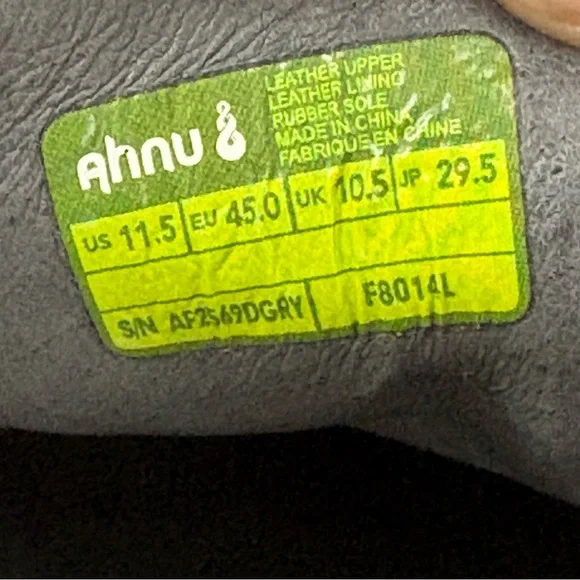 Ahnu
LEATHER UPPER
LEATHER LINING
RUBBER SOLE
MADE IN CHINA
FABRIQUE EN CHINE
US 11.5 EU 45.0 UK 10.5 JP 29.5
S/N AF2569DGRY F8014L